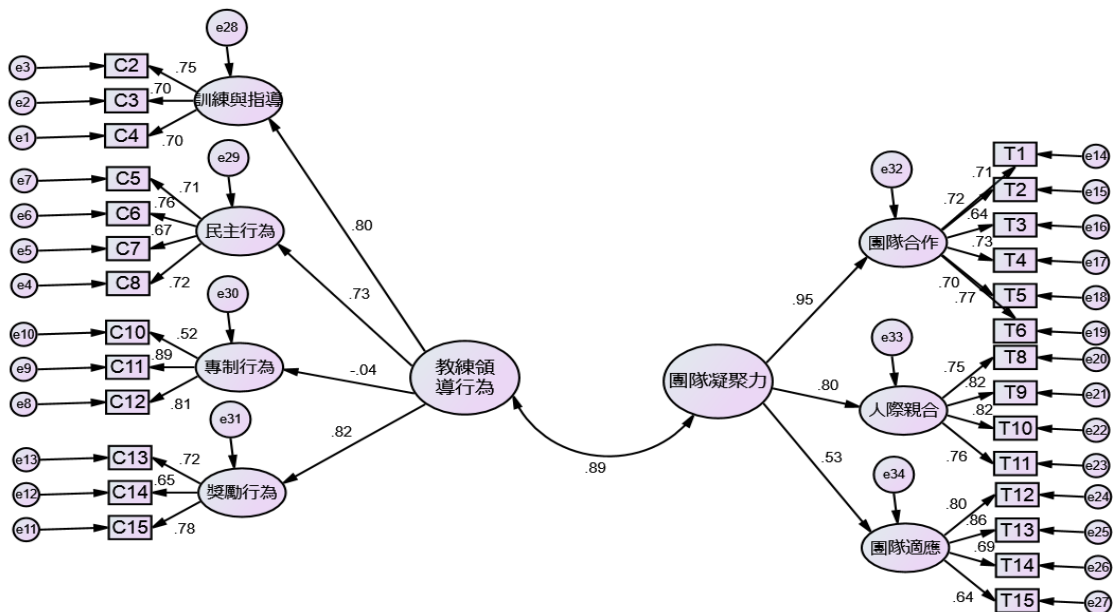 e28
e3
C2
.75
e2
C3
.70
訓練與指導
e1
C4
.70
e29
e7
C5
.71
e6
C6
.76
民主行為
e5
C7
.67
e4
C8
.72
.80
.73
e30
e10
C10
.52
e9
C11
.89
專制行為
e8
C12
.81
-.04
e31
e13
C13
.72
e12
C14
.65
獎勵行為
e11
C15
.78
.82
教練領
導行為
.89
團隊凝聚力
.95
.80
.53
e32
團隊合作
.71
T1
e14
.72
T2
e15
.64
T3
e16
.73
T4
e17
.70
T5
e18
.77
T6
e19
e33
人際親合
.75
T8
e20
.82
T9
e21
.82
T10
e22
.76
T11
e23
e34
團隊適應
.80
T12
e24
.86
T13
e25
.69
T14
e26
.64
T15
e27